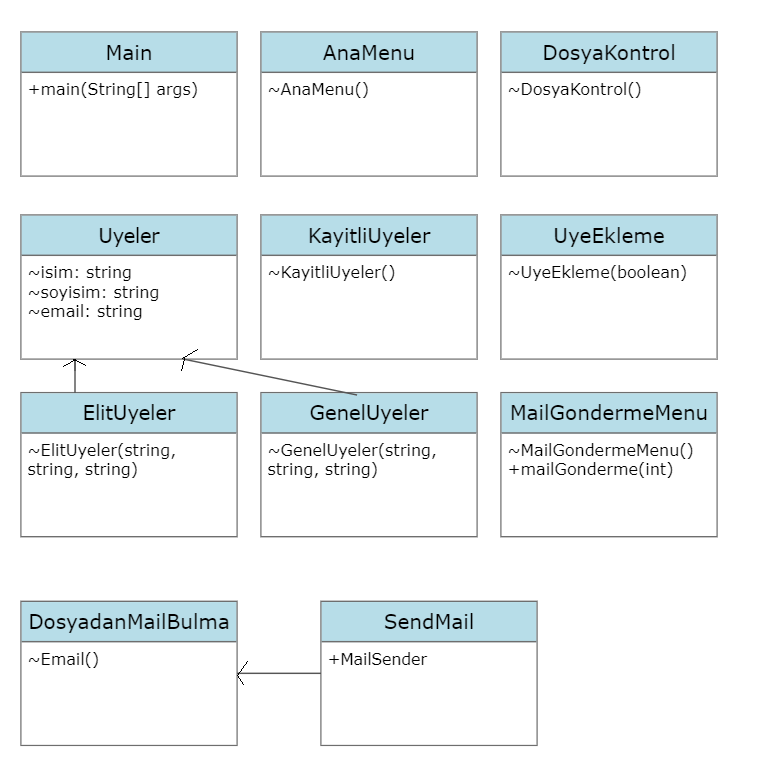 Main
+main(String[] args)
AnaMenu
~AnaMenu()
DosyaKontrol
~DosyaKontrol()
Uyeler
~isim: string
~soyisim: string
~email: string
KayitliUyeler
~KayitliUyeler()
UyeEkleme
~UyeEkleme(boolean)
ElitUyeler
~ElitUyeler(string,
string, string)
GenelUyeler
~GenelUyeler(string,
string, string)
MailGondermeMenu
~MailGondermeMenu()
+mailGonderme(int)
DosyadanMailBulma
~Email()
SendMail
+MailSender